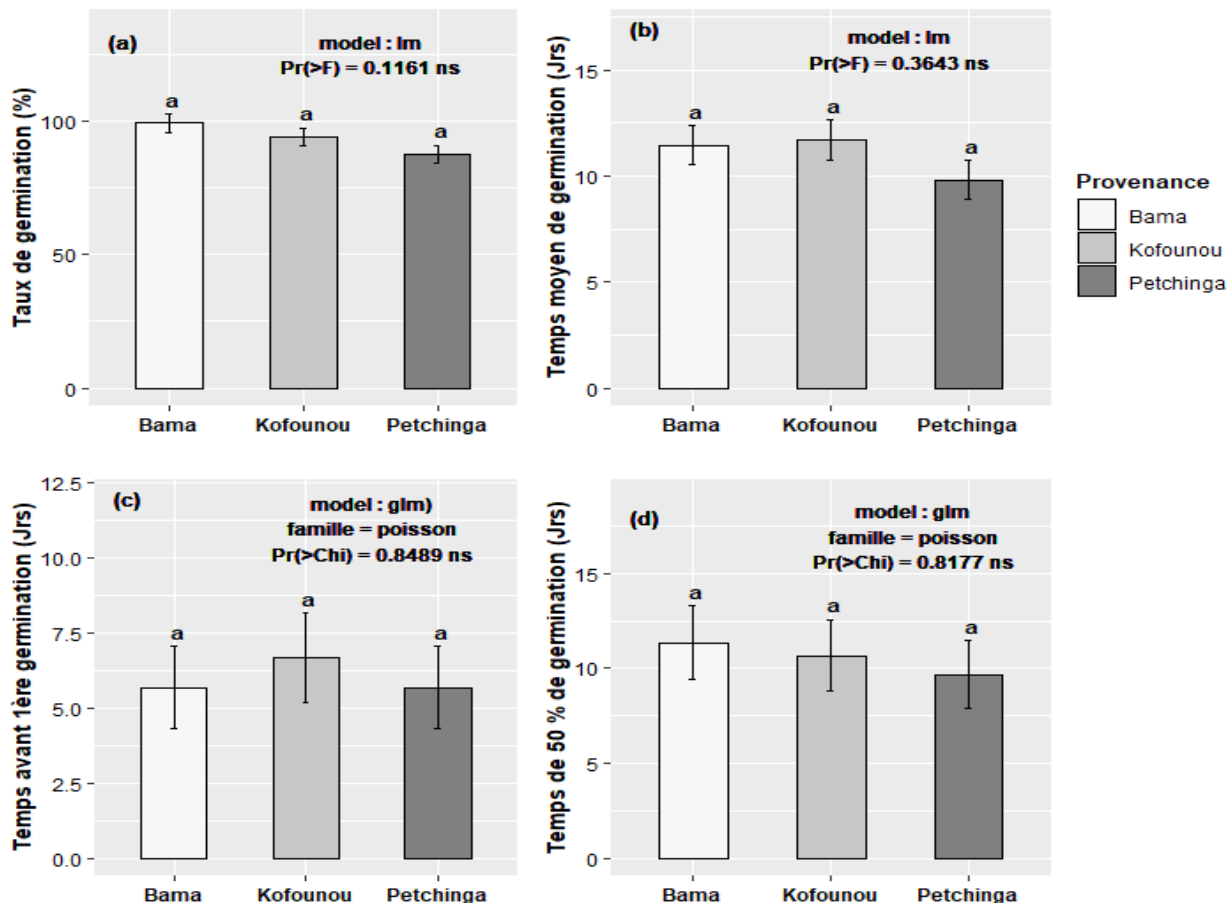 (a)
model : lm
Pr(>F) = 0.1161 ns
Taux de germination (%)
100
50
0
a
a
a
Bama
Kofounou
Petchinga
(b)
model : lm
Pr(>F) = 0.3643 ns
Temps moyen de germination (Jrs)
15
10
5
0
a
a
a
Bama
Kofounou
Petchinga
Provenance
Bama
Kofounou
Petchinga
(c)
model : glm)
famille = poisson
Pr(>Chi) = 0.8489 ns
Temps avant 1ère germination (Jrs)
12.5
10.0
7.5
5.0
2.5
0.0
a
a
a
Bama
Kofounou
Petchinga
(d)
model : glm
famille = poisson
Pr(>Chi) = 0.8177 ns
Temps de 50 % de germination (Jrs)
15
10
5
0
a
a
a
Bama
Kofounou
Petchinga